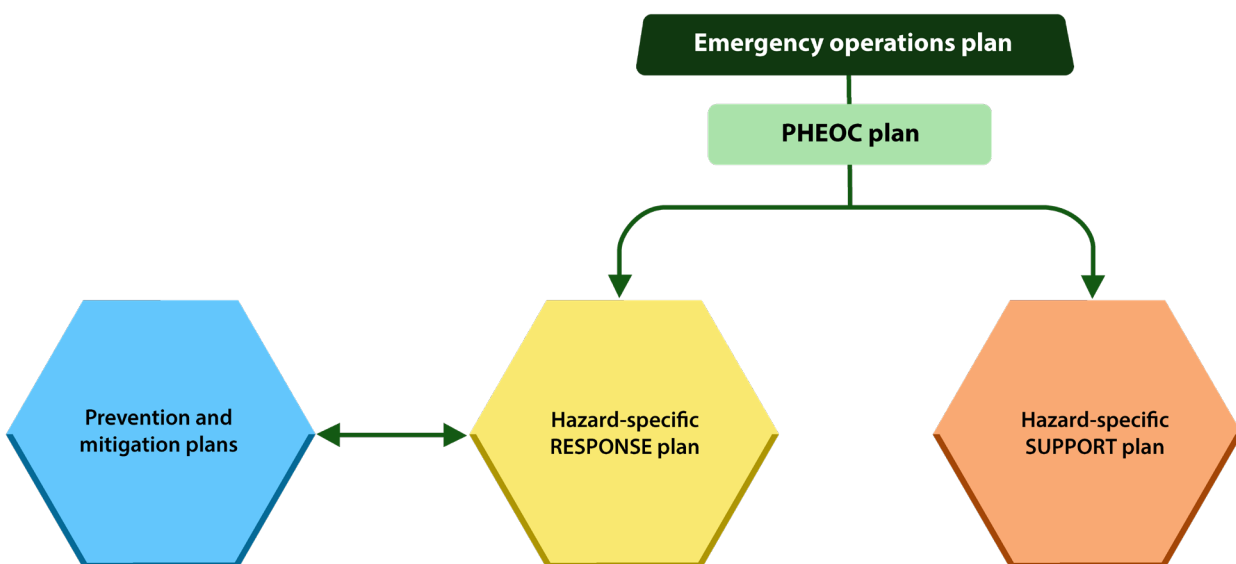 Emergency operations plan
PHEOC plan
Prevention and
mitigation plans
Hazard-specific
RESPONSE plan
Hazard-specific
SUPPORT plan